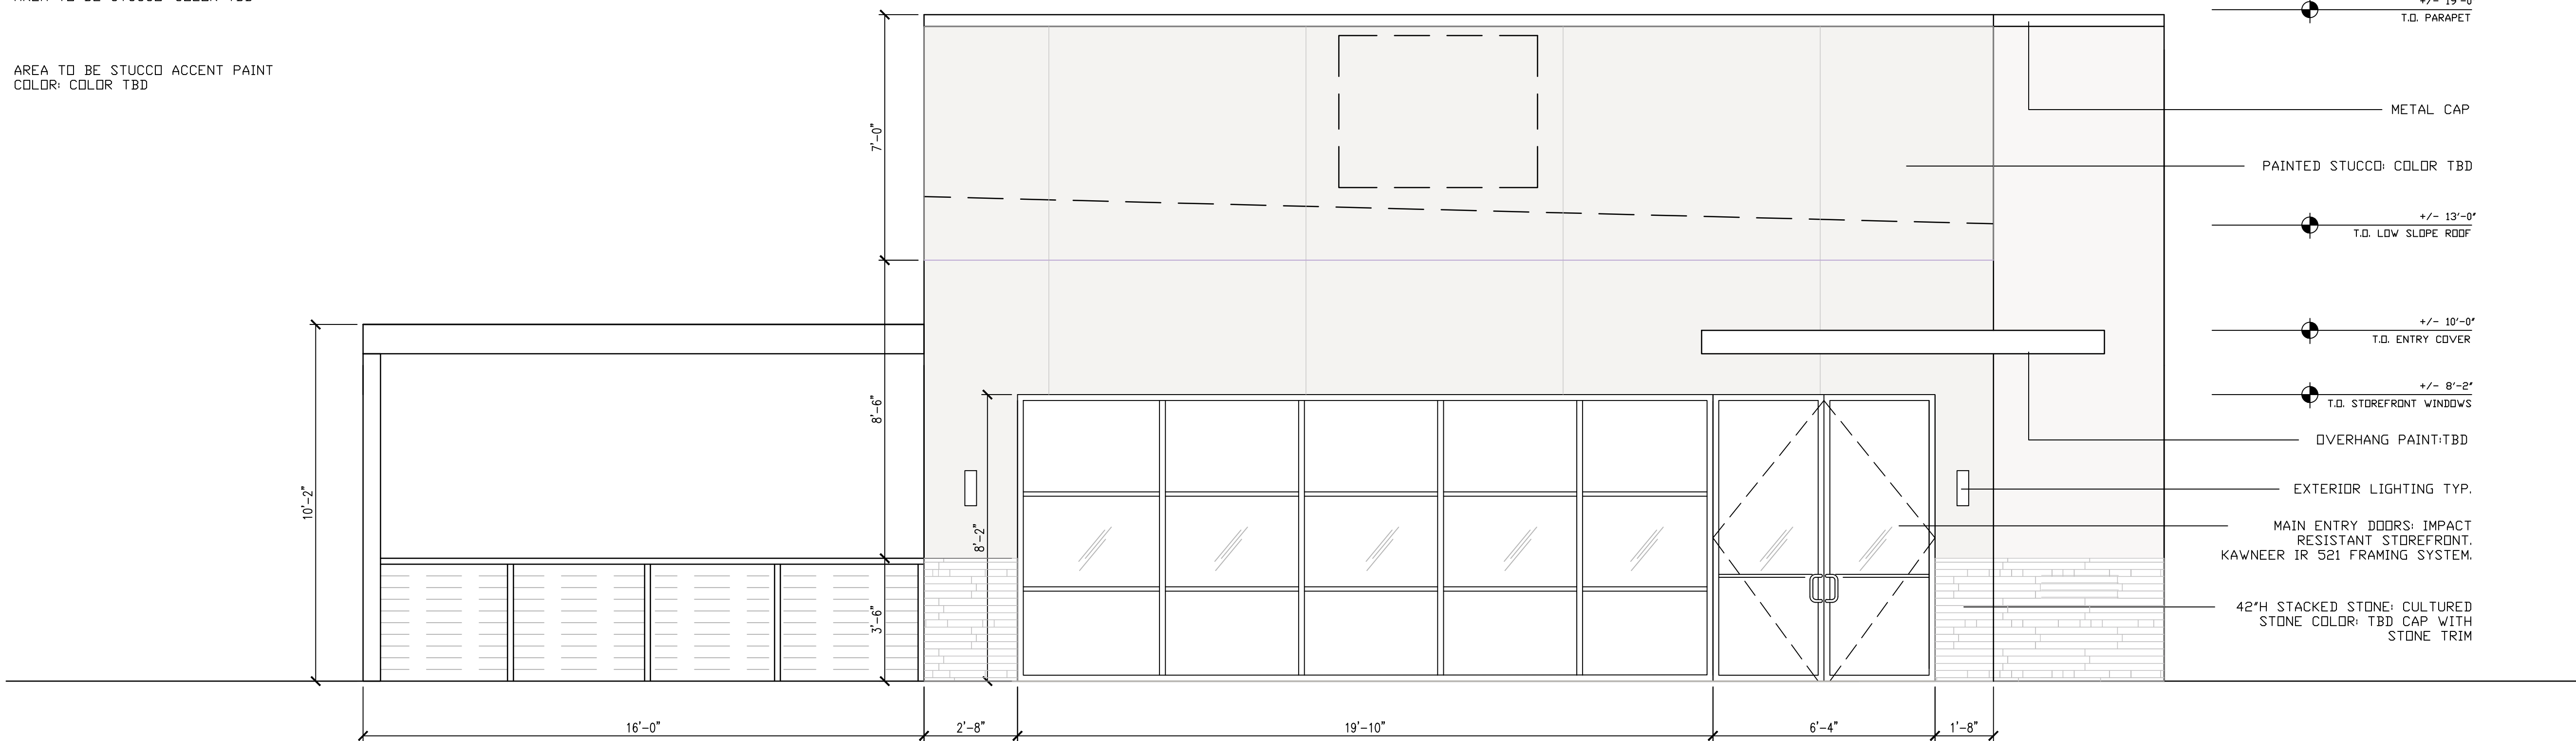 AREA TO BE STUCCO ACCENT PAINT
COLOR: COLOR TBD
+/- 19'-0"
T.O. PARAPET
METAL CAP
PAINTED STUCCO: COLOR TBD
+/- 13'-0"
T.O. LOW SLOPE ROOF
+/- 10'-0"
T.O. ENTRY COVER
+/- 8'-2"
T.O. STOREFRONT WINDOWS
OVERHANG PAINT:TBD
EXTERIOR LIGHTING TYP.
MAIN ENTRY DOORS: IMPACT
RESISTANT STOREFRONT.
KAWNEER IR 521 FRAMING SYSTEM.
42"H STACKED STONE: CULTURED
STONE COLOR: TBD CAP WITH
STONE TRIM
7'-0"
8'-6"
3'-6"
10'-2"
8'-2"
16'-0"
2'-8"
19'-10"
6'-4"
1'-8"